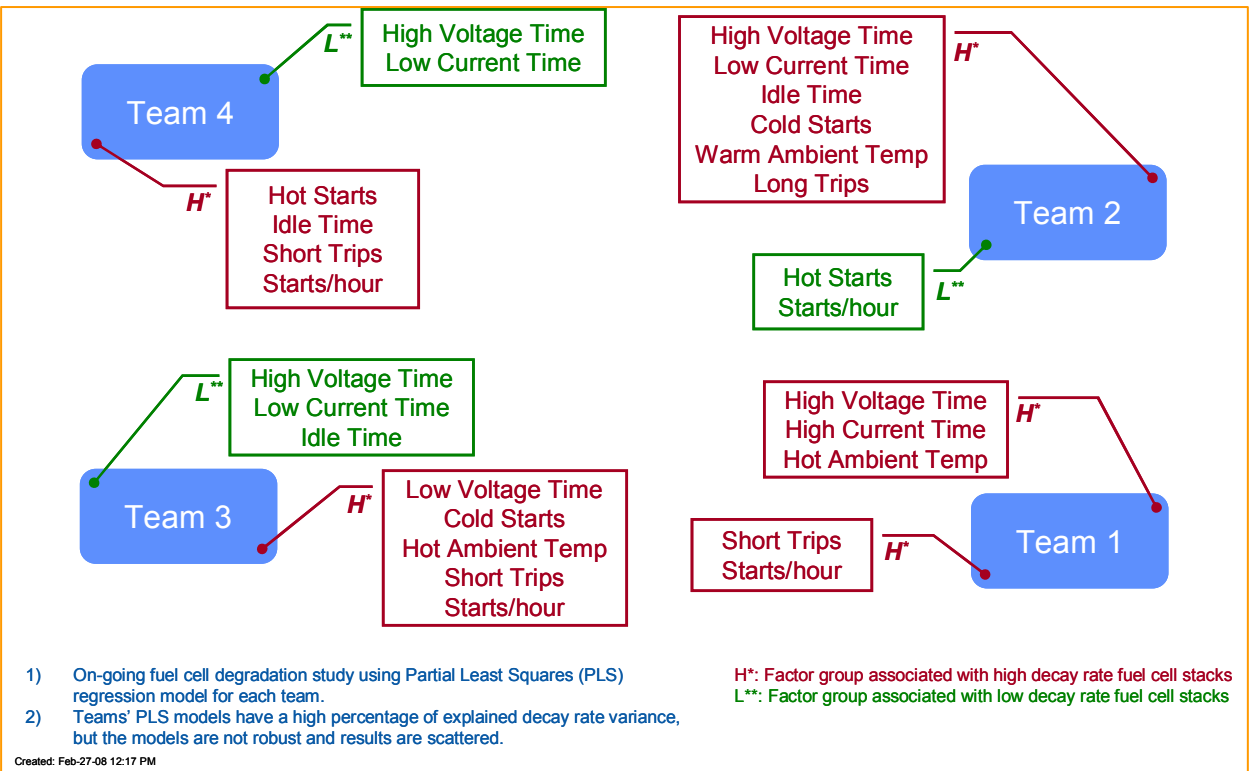 L**
High Voltage Time
Low Current Time
Team 4
H*
Hot Starts
Idle Time
Short Trips
Starts/hour
High Voltage Time
Low Current Time
Idle Time
Cold Starts
Warm Ambient Temp
Long Trips
H*
Team 2
Hot Starts
Starts/hour
L**
L**
High Voltage Time
Low Current Time
Idle Time
Team 3
H*
Low Voltage Time
Cold Starts
Hot Ambient Temp
Short Trips
Starts/hour
High Voltage Time
High Current Time
Hot Ambient Temp
H*
Short Trips
Starts/hour
H*
Team 1
1) On-going fuel cell degradation study using Partial Least Squares (PLS)
regression model for each team.
2) Teams' PLS models have a high percentage of explained decay rate variance,
but the models are not robust and results are scattered.
H*: Factor group associated with high decay rate fuel cell stacks
L**: Factor group associated with low decay rate fuel cell stacks
Created: Feb-27-08 12:17 PM